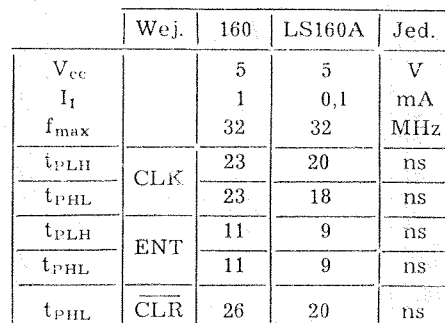 Wej. 160 LS160A Jed.
Vcc 5 5 V
II 1 0,1 mA
fmax 32 32 MHz
tPLH CLK 23 20 ns
tPHL 23 18 ns
tPLH ENT 11 9 ns
tPHL 11 9 ns
tPHL C̅L̅R̅ 26 20 ns